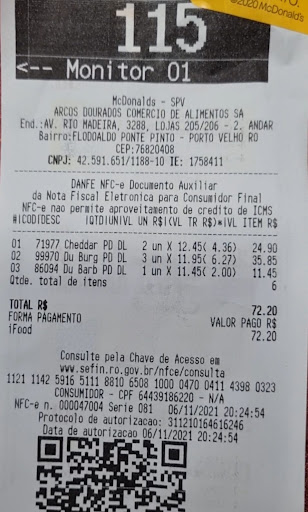 ©2020 McDonald's
115
<-- Monitor 01
McDonalds - SPV
ARCOS DOURADOS COMERCIO DE ALIMENTOS SA
End.:AV. RIO MADEIRA, 3288, LOJAS 205/206 - 2. ANDAR
Bairro:FLODOALDO PONTE PINTO - PORTO VELHO RO
CEP:76820408
CNPJ: 42.591.651/1188-10 IE: 1758411
DANFE NFC-e Documento Auxiliar
da Nota Fiscal Eletronica para Consumidor Final
NFC-e nao permite aproveitamento de credito de ICMS
#|COD|DESC |QTD|UN|VL UN R$|(VL TR R$)*|VL ITEM R$
01 71977 Cheddar PD DL 2 un X 12.45( 4.36) 24.90
02 99970 Du Burg PD DL 3 un X 11.95( 6.27) 35.85
03 86094 Du Barb PD DL 1 un X 11.45( 2.00) 11.45
Qtde. total de itens 6
TOTAL R$ 72.20
FORMA PAGAMENTO VALOR PAGO R$
iFood 72.20
Consulte pela Chave de Acesso em
www.sefin.ro.gov.br/nfce/consulta
1121 1142 5916 5111 8810 6508 1000 0470 0411 4398 0323
CONSUMIDOR - CPF 64439186220 - N/A
NFC-e n. 000047004 Serie 081 06/11/2021 20:24:54
Protocolo de autorizacao: 311210164616246
Data de autorizacao 06/11/2021 20:24:54